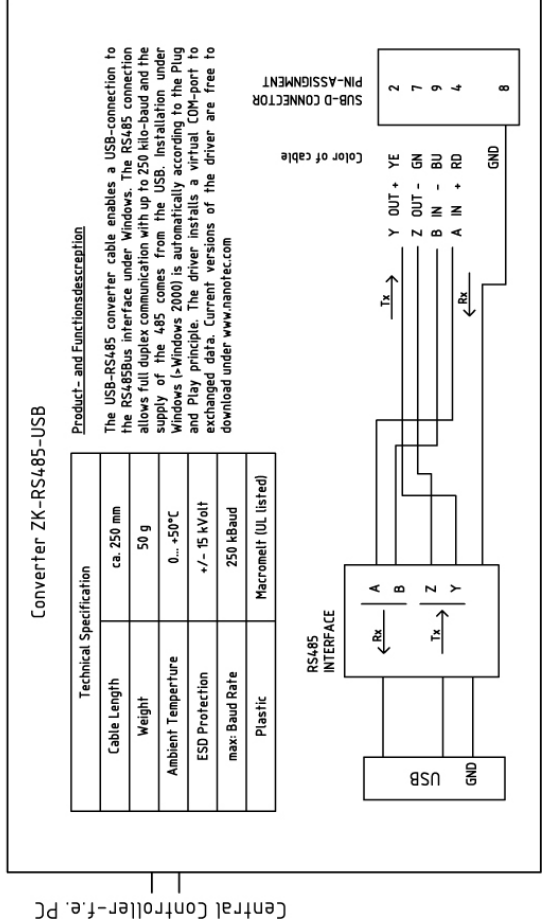 Converter ZK-RS485-USB
Technical Specification
Cable Length ca. 250 mm
Weight 50 g
Ambient Temperture 0... +50°C
ESD Protection +/- 15 kVolt
max: Baud Rate 250 kBaud
Plastic Macromelt (UL listed)
Product- and Functionsdescreption
The USB-RS485 converter cable enables a USB-connection to
the RS485Bus interface under Windows. The RS485 connection
allows full duplex communication with up to 250 kilo-baud and the
supply of the 485 comes from the USB. Installation under
Windows (>Windows 2000) is automatically according to the Plug
and Play principle. The driver installs a virtual COM-port to
exchanged data. Current versions of the driver are free to
download under www.nanotec.com
RS485
INTERFACE
USB
GND
Rx
Tx
A
B
Z
Y
Tx
Rx
Color of cable
Y OUT + YE
Z OUT - GN
B IN - BU
A IN + RD
GND
SUB-D CONNECTOR
PIN-ASSIGNMENT
2
7
9
4
8
Central Controller-f.e. PC